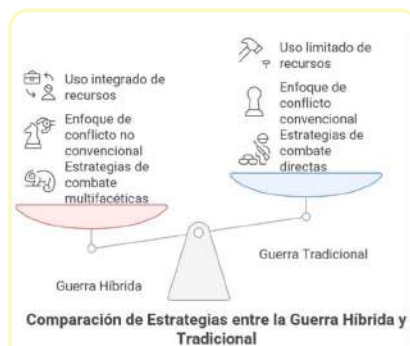 Uso integrado de
recursos
Enfoque de
conflicto no
convencional
Estrategias de
combate
multifacéticas
Uso limitado de
recursos
Enfoque de
conflicto
convencional
Estrategias de
combate
directas
Guerra Híbrida
Guerra Tradicional
Comparación de Estrategias entre la Guerra Híbrida y
Tradicional